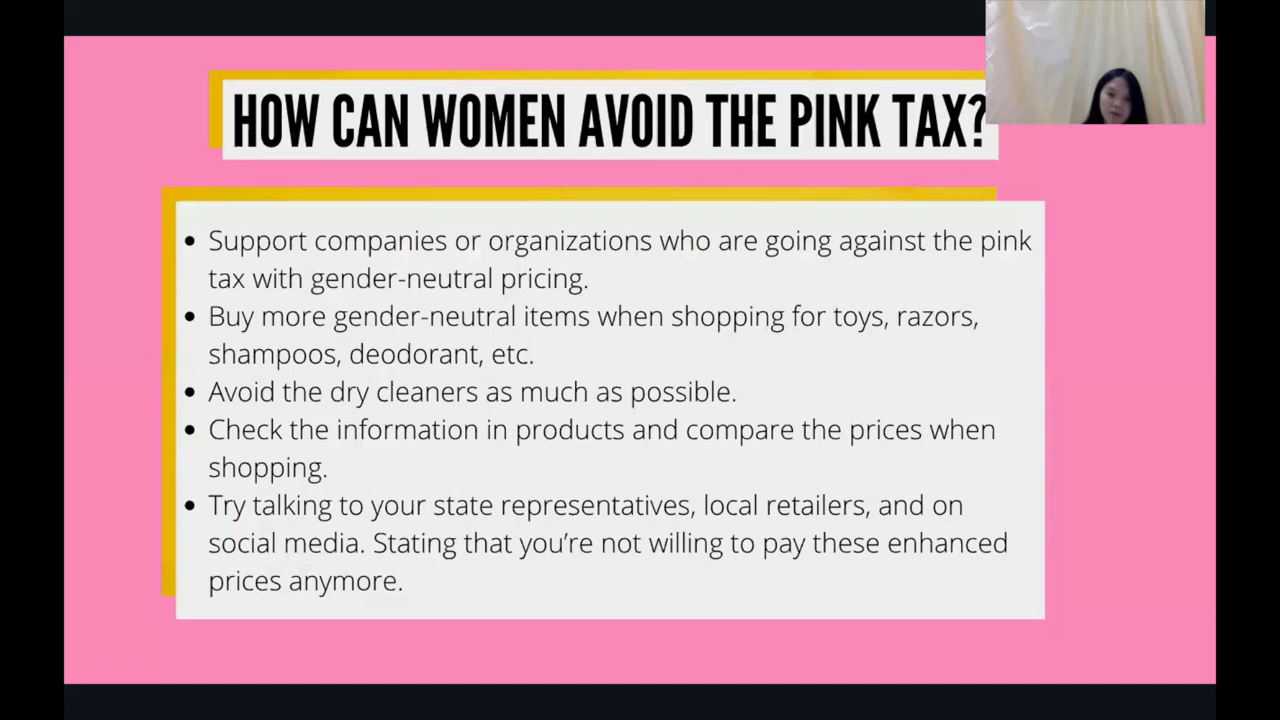 HOW CAN WOMEN AVOID THE PINK TAX?
• Support companies or organizations who are going against the pink
tax with gender-neutral pricing.
• Buy more gender-neutral items when shopping for toys, razors,
shampoos, deodorant, etc.
• Avoid the dry cleaners as much as possible.
• Check the information in products and compare the prices when
shopping.
• Try talking to your state representatives, local retailers, and on
social media. Stating that you’re not willing to pay these enhanced
prices anymore.